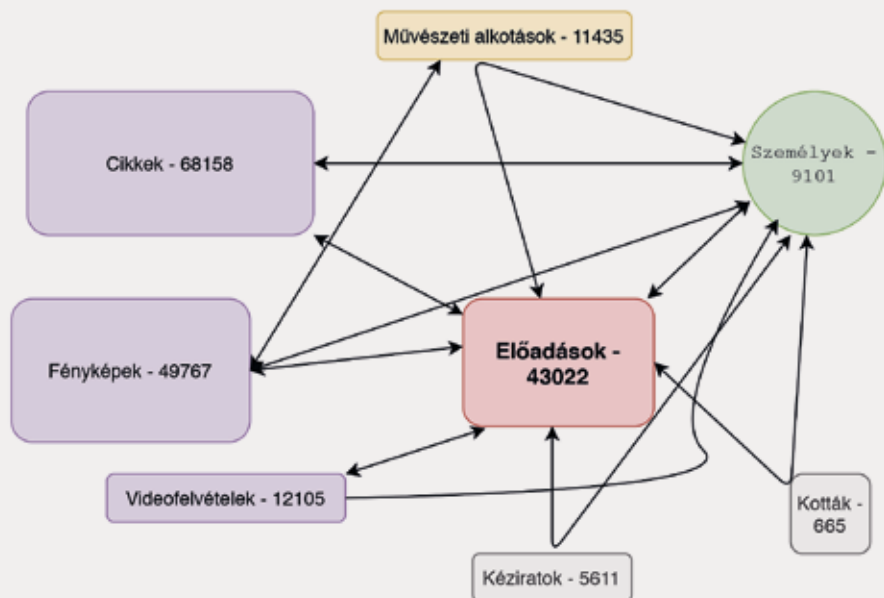 Művészeti alkotások - 11435
Cikkek - 68158
Személyek -
9101
Fényképek - 49767
Előadások -
43022
Videofelvételek - 12105
Kották -
665
Kéziratok - 5611